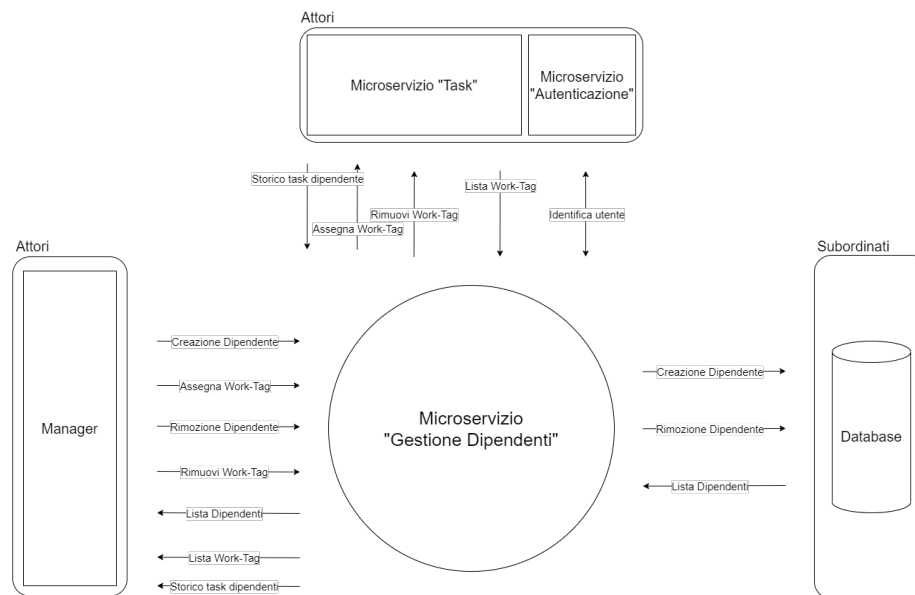 Attori
Microservizio "Task"
Microservizio
"Autenticazione"
Storico task dipendente
Lista Work-Tag
Rimuovi Work-Tag
Identifica utente
Assegna Work-Tag
Attori
Subordinati
Manager
Creazione Dipendente
Assegna Work-Tag
Rimozione Dipendente
Rimuovi Work-Tag
Lista Dipendenti
Lista Work-Tag
Storico task dipendenti
Microservizio
"Gestione Dipendenti"
Creazione Dipendente
Rimozione Dipendente
Lista Dipendenti
Database